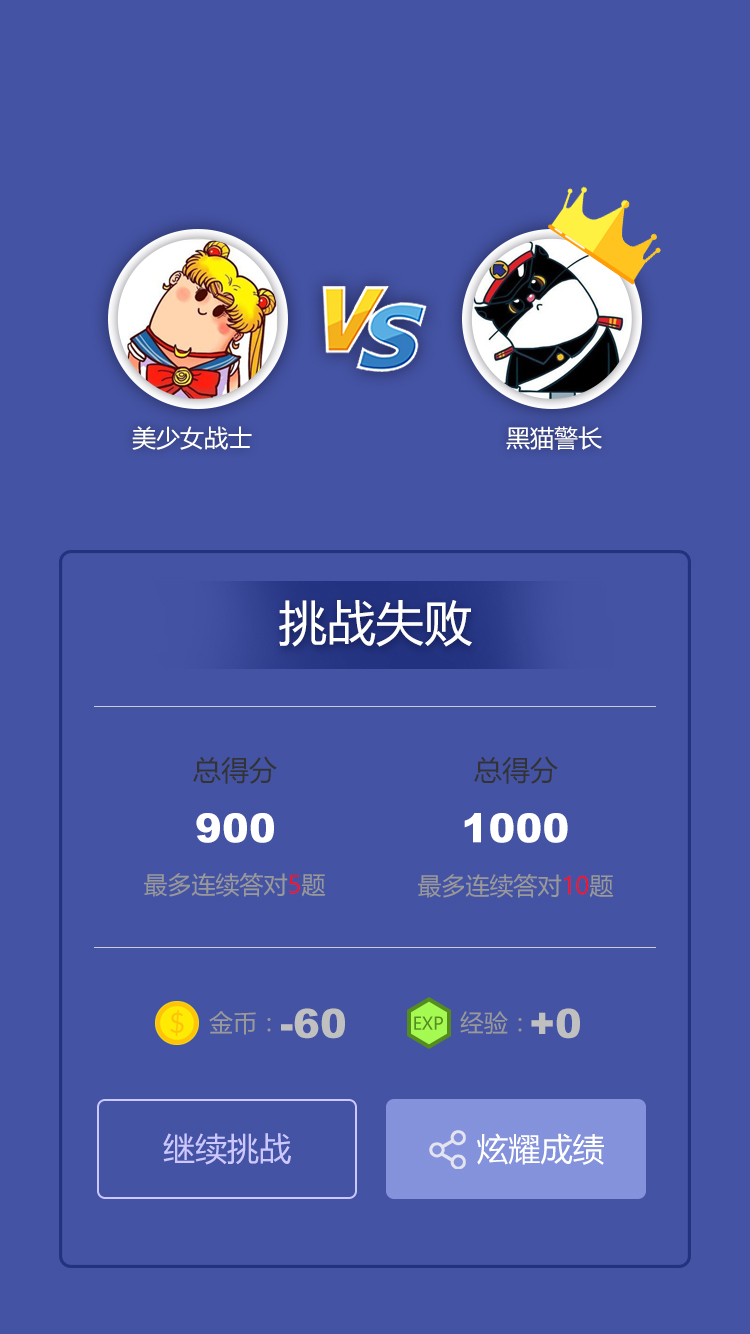 VS
美少女战士
黑猫警长
挑战失败
总得分
900
最多连续答对5题
总得分
1000
最多连续答对10题
$ 金币：-60
EXP 经验：+0
继续挑战
炫耀成绩